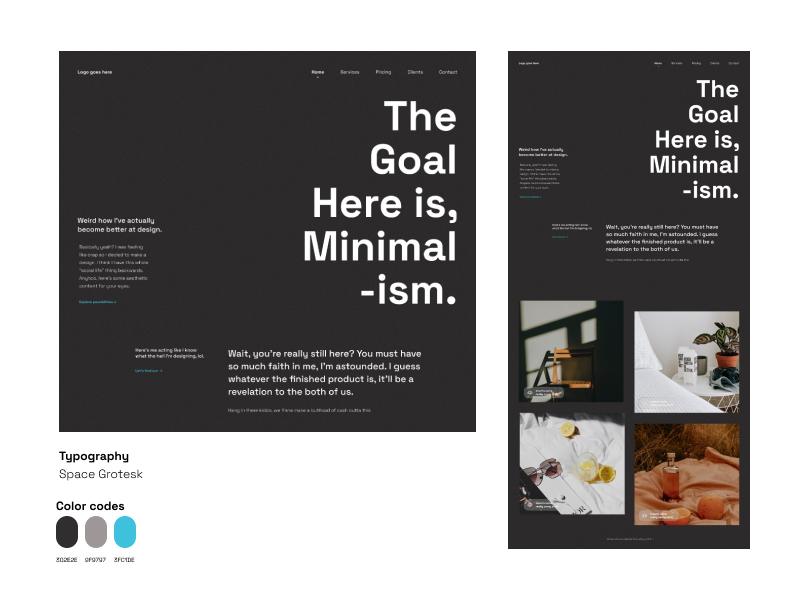 Logo goes here
Home Services Pricing Clients Contact
The
Goal
Here is,
Minimal
-ism.
Weird how I've actually
become better at design.
Basically yeah? I was feeling
like crap so I decided to make a
design. I think I have this whole
"social life" thing backwards.
Anyhoo, here's some aesthetic
content for your eyes:
Explore possibilities →
Here's me acting like I know
what the hell I'm designing, lol.
Let's find out →
Wait, you're really still here? You must have
so much faith in me, I'm astounded. I guess
whatever the finished product is, it'll be a
revelation to the both of us.
Hang in there kiddo, we finna make a buttload of cash outta this
Typography
Space Grotesk
Color codes
302E2E 9F9797 3FC1DE
Logo goes here
Home Services Pricing Clients Contact
The
Goal
Here is,
Minimal
-ism.
Weird how I've actually
become better at design.
Wait, you're really still here? You must have
so much faith in me, I'm astounded. I guess
whatever the finished product is, it'll be a
revelation to the both of us.